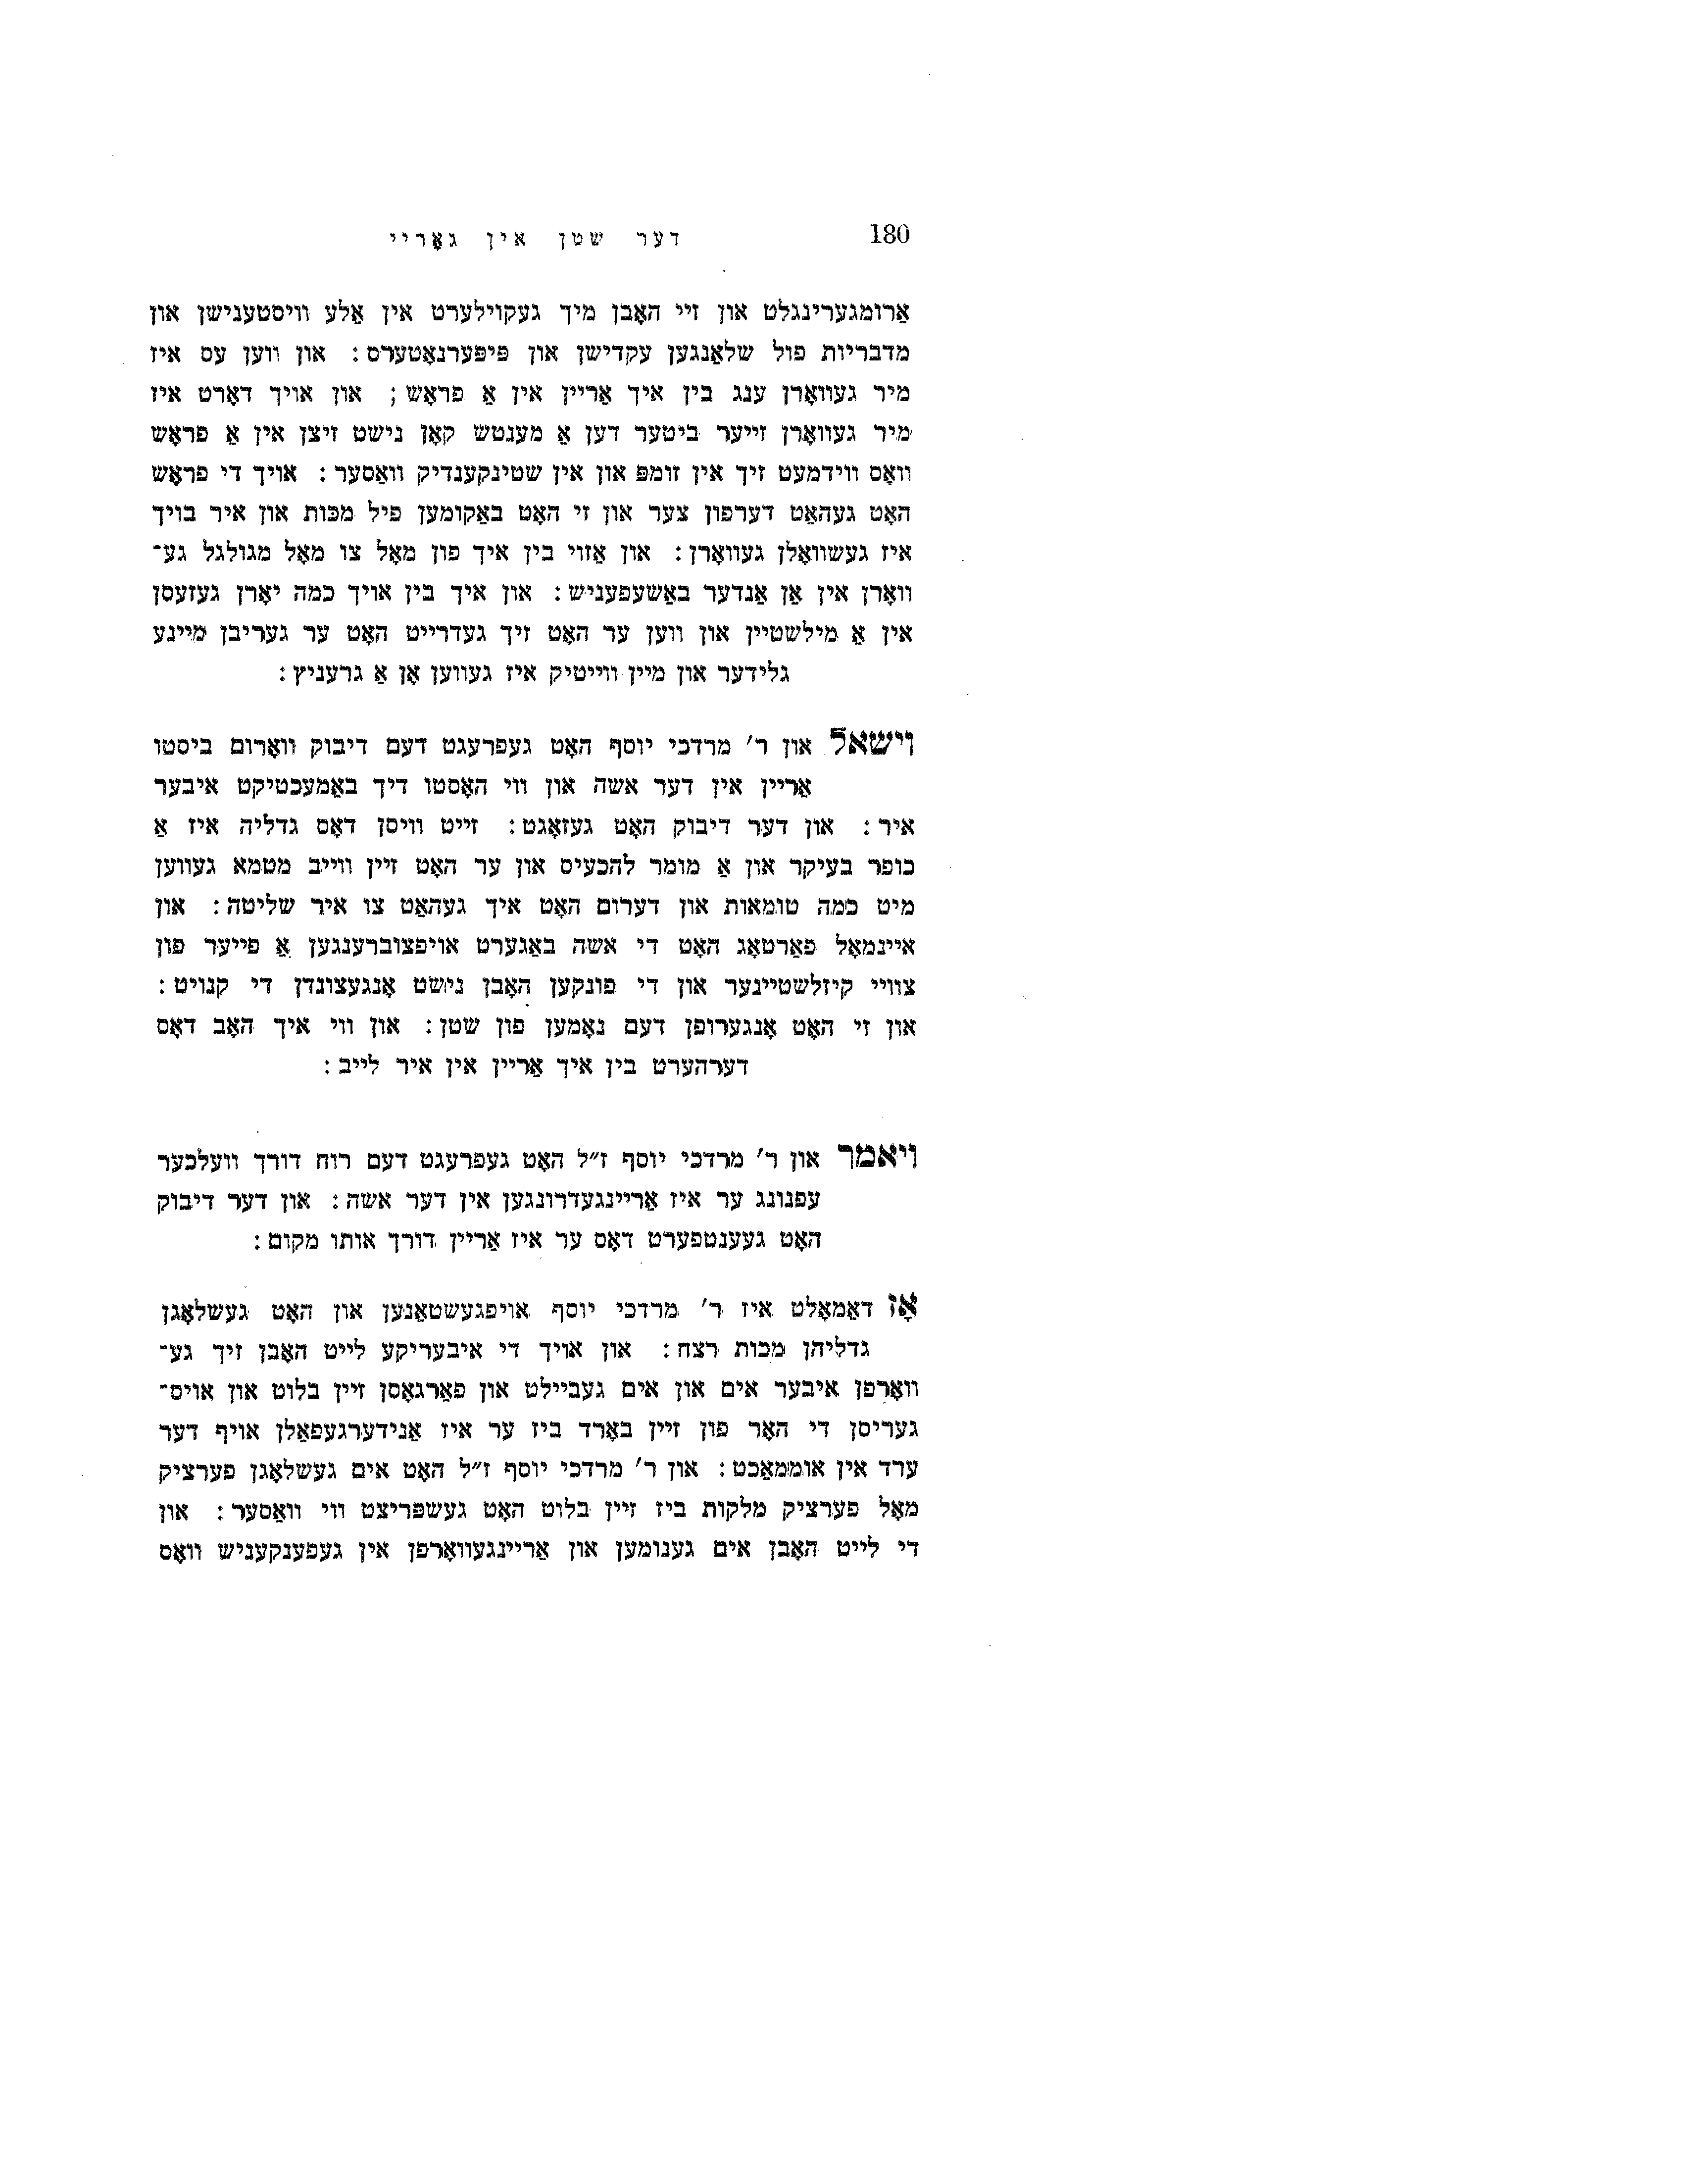 180 דער שטן אין גאָריי
אַרומגערינגלט און זיי האָבן מיך געקוילערט אין אַלע וויסטענישן און
מדבריות פול שלאַנגען עקדישן און פּיפּערנאָטערס: און ווען עס איז
מיר געוואָרן ענג בין איך אַריין אין אַ פראָש; און אויך דאָרט איז
מיר געוואָרן זייער ביטער דען אַ מענטש קאָן נישט זיצן אין אַ פראָש
וואָס ווידמעט זיך אין זומפּ און אין שטינקענדיק וואַסער: אויך די פראָש
האָט געהאַט דערפון צער און זי האָט באַקומען פיל מכּות און איר בויך
איז געשוואָלן געוואָרן: און אַזוי בין איך פון מאָל צו מאָל מגולגל גע־
וואָרן אין אַן אַנדער באַשעפעניש: און איך בין אויך כמה יאָרן געזעסן
אין אַ מילשטיין און ווען ער האָט זיך געדרייט האָט ער געריבן מיינע
גלידער און מיין ווייטיק איז געווען אָן אַ גרעניץ:
וישאל און ר׳ מרדכי יוסף האָט געפרעגט דעם דיבוק וואָרום ביסטו
אַריין אין דער אשה און ווי האָסטו דיך באַמעכטיקט איבער
איר: און דער דיבוק האָט געזאָגט: זייט וויסן דאָס גדליה איז אַ
כופר בעיקר און אַ מומר להכעיס און ער האָט זיין ווייב מטמא געווען
מיט כמה טומאות און דערום האָט איך געהאַט צו איר שליטה: און
איינמאָל פאַרטאָג האָט די אשה באַגערט אויפצוברענגען אַ פייער פון
צוויי קיזלשטיינער און די פונקען האָבן נישט אָנגעצונדן די קנויט:
און זי האָט אָנגערופן דעם נאָמען פון שטן: און ווי איך האָב דאָס
דערהערט בין איך אַריין אין איר לייב:
ויאמר און ר׳ מרדכי יוסף ז״ל האָט געפרעגט דעם רוח דורך וועלכער
עפנונג ער איז אַריינגעדרונגען אין דער אשה: און דער דיבוק
האָט געענטפערט דאָס ער איז אַריין דורך אותו מקום:
אָז דאַמאָלט איז ר׳ מרדכי יוסף אויפגעשטאַנען און האָט געשלאָגן
גדליהן מכות רצח: און אויך די איבעריקע לייט האָבן זיך גע־
וואָרפן איבער אים און אים געביילט און פאַרגאָסן זיין בלוט און אויס־
געריסן די האָר פון זיין באָרד ביז ער איז אַנידערגעפאַלן אויף דער
ערד אין אוממאַכט: און ר׳ מרדכי יוסף ז״ל האָט אים געשלאָגן פערציק
מאָל פערציק מלקות ביז זיין בלוט האָט געשפּריצט ווי וואַסער: און
די לייט האָבן אים גענומען און אַריינגעוואָרפן אין געפענקעניש וואָס